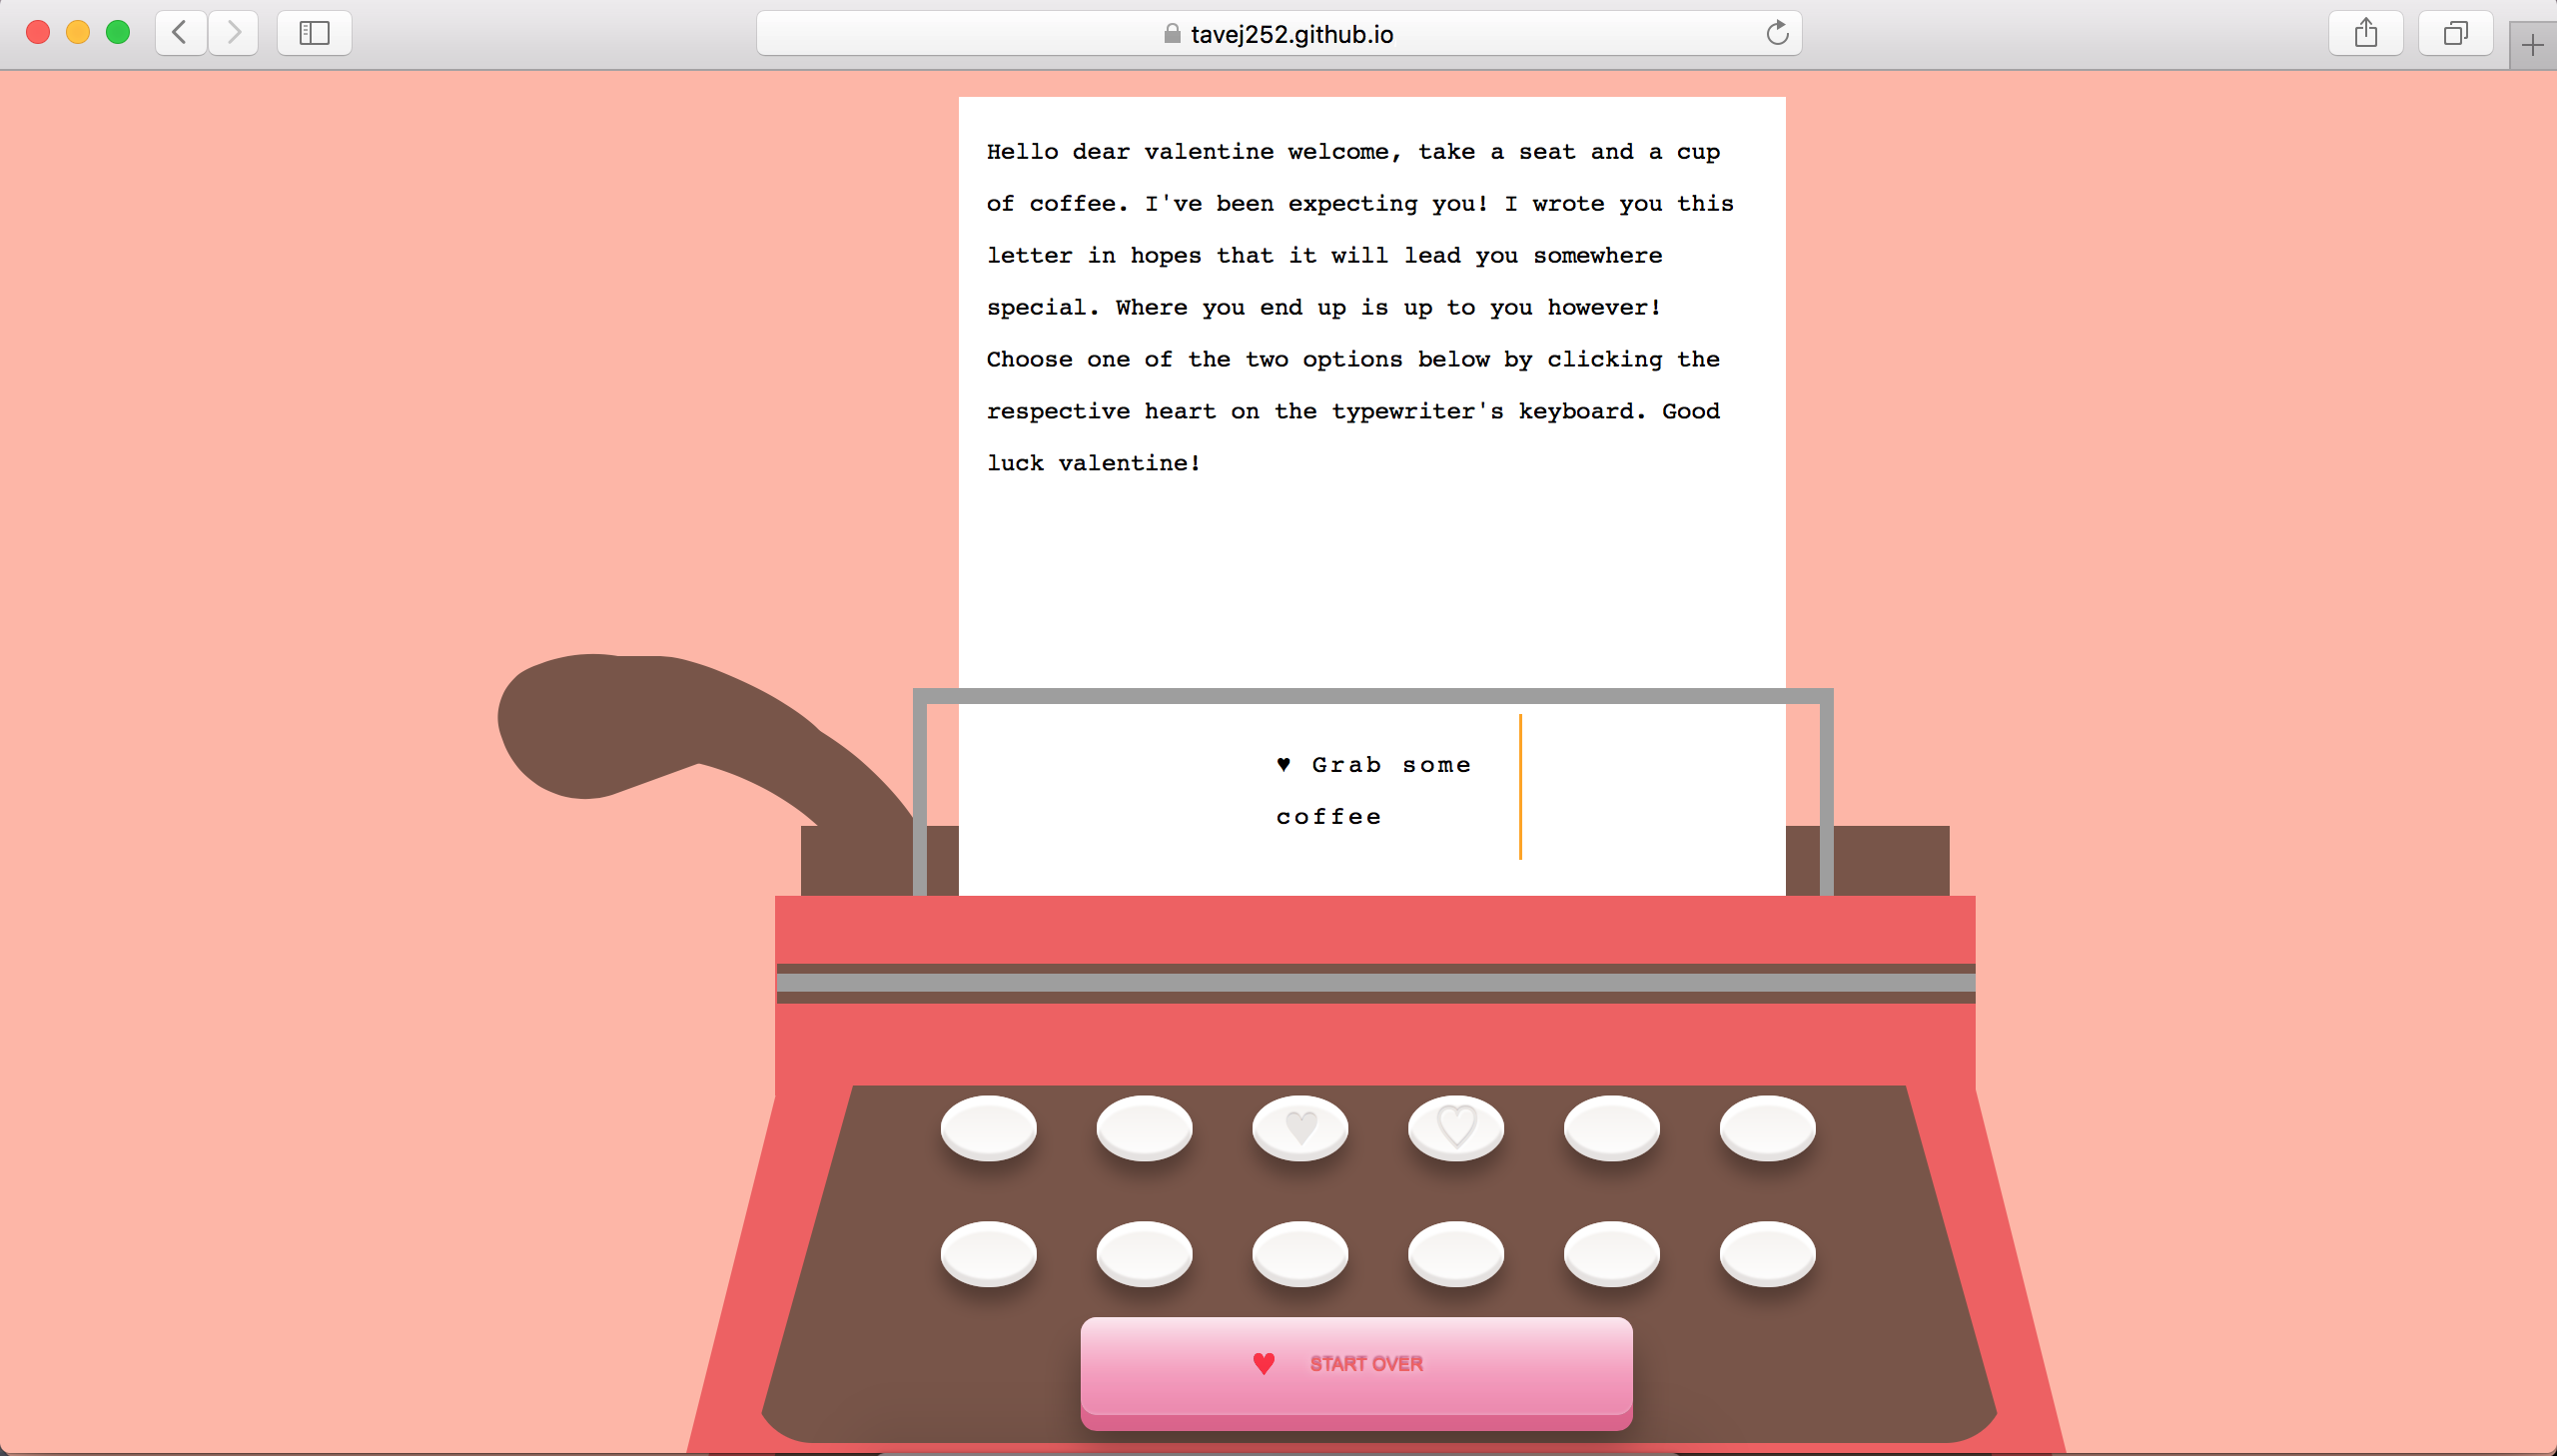 tavej252.github.io
Hello dear valentine welcome, take a seat and a cup
of coffee. I've been expecting you! I wrote you this
letter in hopes that it will lead you somewhere
special. Where you end up is up to you however!
Choose one of the two options below by clicking the
respective heart on the typewriter's keyboard. Good
luck valentine!
♥ Grab some
coffee
♥ START OVER